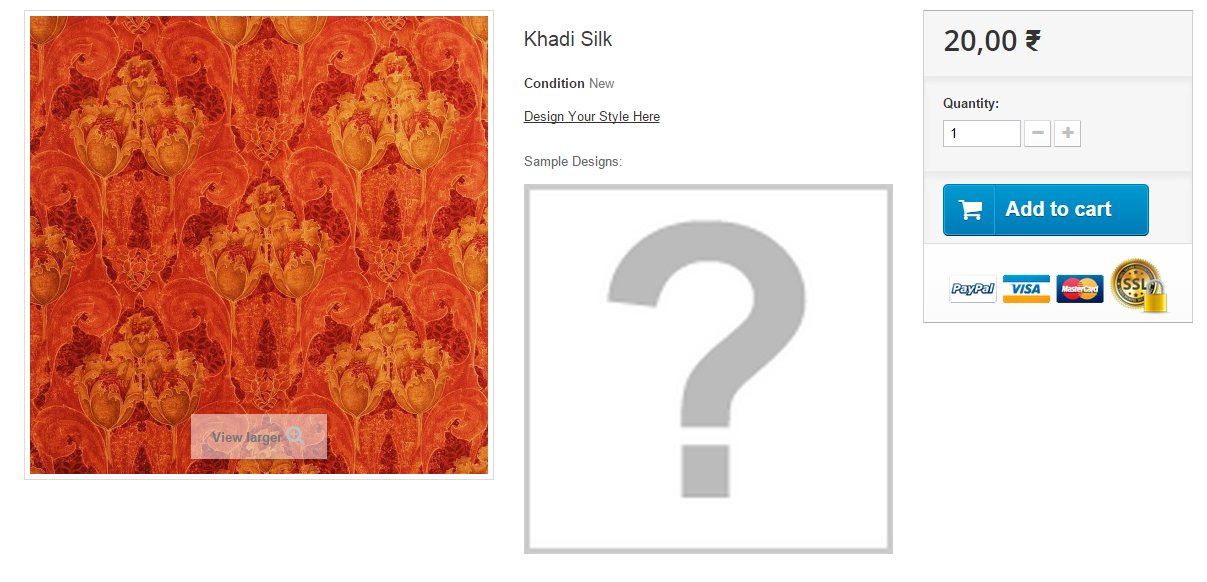 Khadi Silk
Condition New
Design Your Style Here
Sample Designs:
?
View larger
20,00 ₹
Quantity:
1
Add to cart
PayPal VISA MasterCard SSL